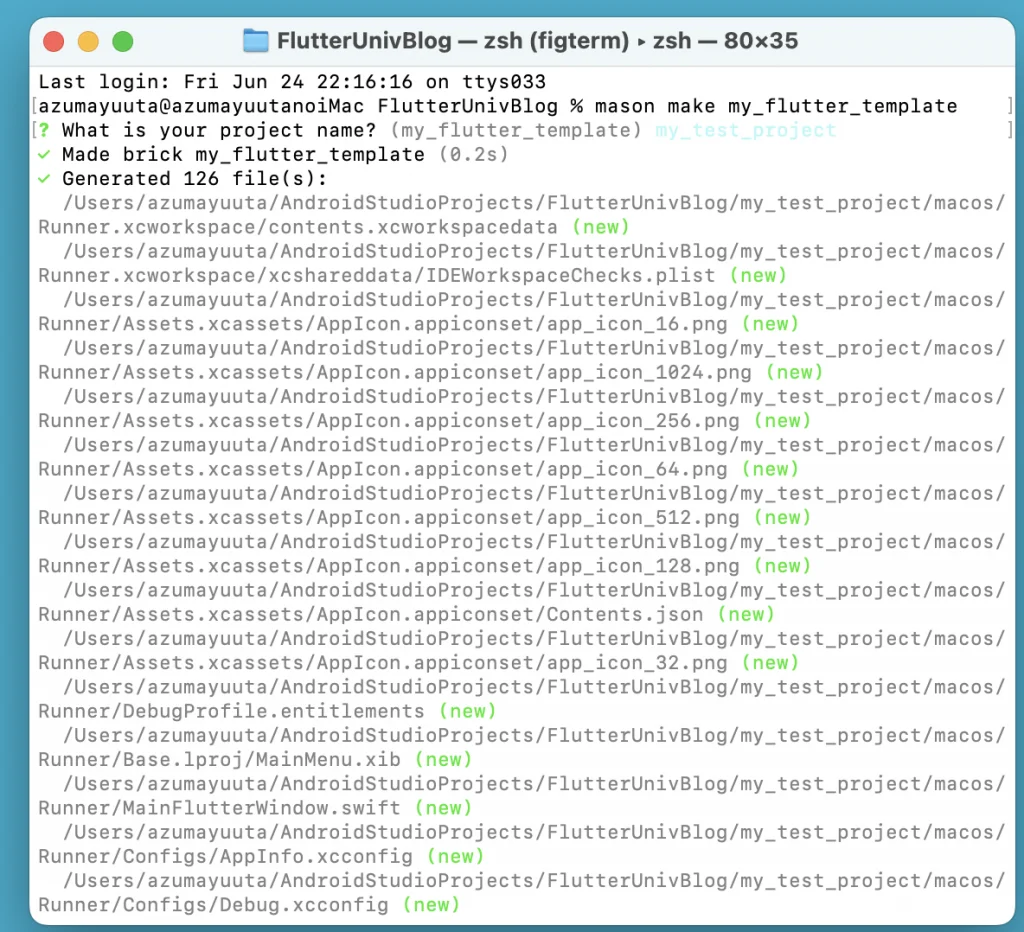 FlutterUnivBlog — zsh (figterm) ▸ zsh — 80×35
Last login: Fri Jun 24 22:16:16 on ttys033
[azumayuuta@azumayuutanoiMac FlutterUnivBlog % mason make my_flutter_template ]
[? What is your project name? (my_flutter_template) my_test_project ]
✓ Made brick my_flutter_template (0.2s)
✓ Generated 126 file(s):
/Users/azumayuuta/AndroidStudioProjects/FlutterUnivBlog/my_test_project/macos/
Runner.xcworkspace/contents.xcworkspacedata (new)
/Users/azumayuuta/AndroidStudioProjects/FlutterUnivBlog/my_test_project/macos/
Runner.xcworkspace/xcshareddata/IDEWorkspaceChecks.plist (new)
/Users/azumayuuta/AndroidStudioProjects/FlutterUnivBlog/my_test_project/macos/
Runner/Assets.xcassets/AppIcon.appiconset/app_icon_16.png (new)
/Users/azumayuuta/AndroidStudioProjects/FlutterUnivBlog/my_test_project/macos/
Runner/Assets.xcassets/AppIcon.appiconset/app_icon_1024.png (new)
/Users/azumayuuta/AndroidStudioProjects/FlutterUnivBlog/my_test_project/macos/
Runner/Assets.xcassets/AppIcon.appiconset/app_icon_256.png (new)
/Users/azumayuuta/AndroidStudioProjects/FlutterUnivBlog/my_test_project/macos/
Runner/Assets.xcassets/AppIcon.appiconset/app_icon_64.png (new)
/Users/azumayuuta/AndroidStudioProjects/FlutterUnivBlog/my_test_project/macos/
Runner/Assets.xcassets/AppIcon.appiconset/app_icon_512.png (new)
/Users/azumayuuta/AndroidStudioProjects/FlutterUnivBlog/my_test_project/macos/
Runner/Assets.xcassets/AppIcon.appiconset/app_icon_128.png (new)
/Users/azumayuuta/AndroidStudioProjects/FlutterUnivBlog/my_test_project/macos/
Runner/Assets.xcassets/AppIcon.appiconset/Contents.json (new)
/Users/azumayuuta/AndroidStudioProjects/FlutterUnivBlog/my_test_project/macos/
Runner/Assets.xcassets/AppIcon.appiconset/app_icon_32.png (new)
/Users/azumayuuta/AndroidStudioProjects/FlutterUnivBlog/my_test_project/macos/
Runner/DebugProfile.entitlements (new)
/Users/azumayuuta/AndroidStudioProjects/FlutterUnivBlog/my_test_project/macos/
Runner/Base.lproj/MainMenu.xib (new)
/Users/azumayuuta/AndroidStudioProjects/FlutterUnivBlog/my_test_project/macos/
Runner/MainFlutterWindow.swift (new)
/Users/azumayuuta/AndroidStudioProjects/FlutterUnivBlog/my_test_project/macos/
Runner/Configs/AppInfo.xcconfig (new)
/Users/azumayuuta/AndroidStudioProjects/FlutterUnivBlog/my_test_project/macos/
Runner/Configs/Debug.xcconfig (new)